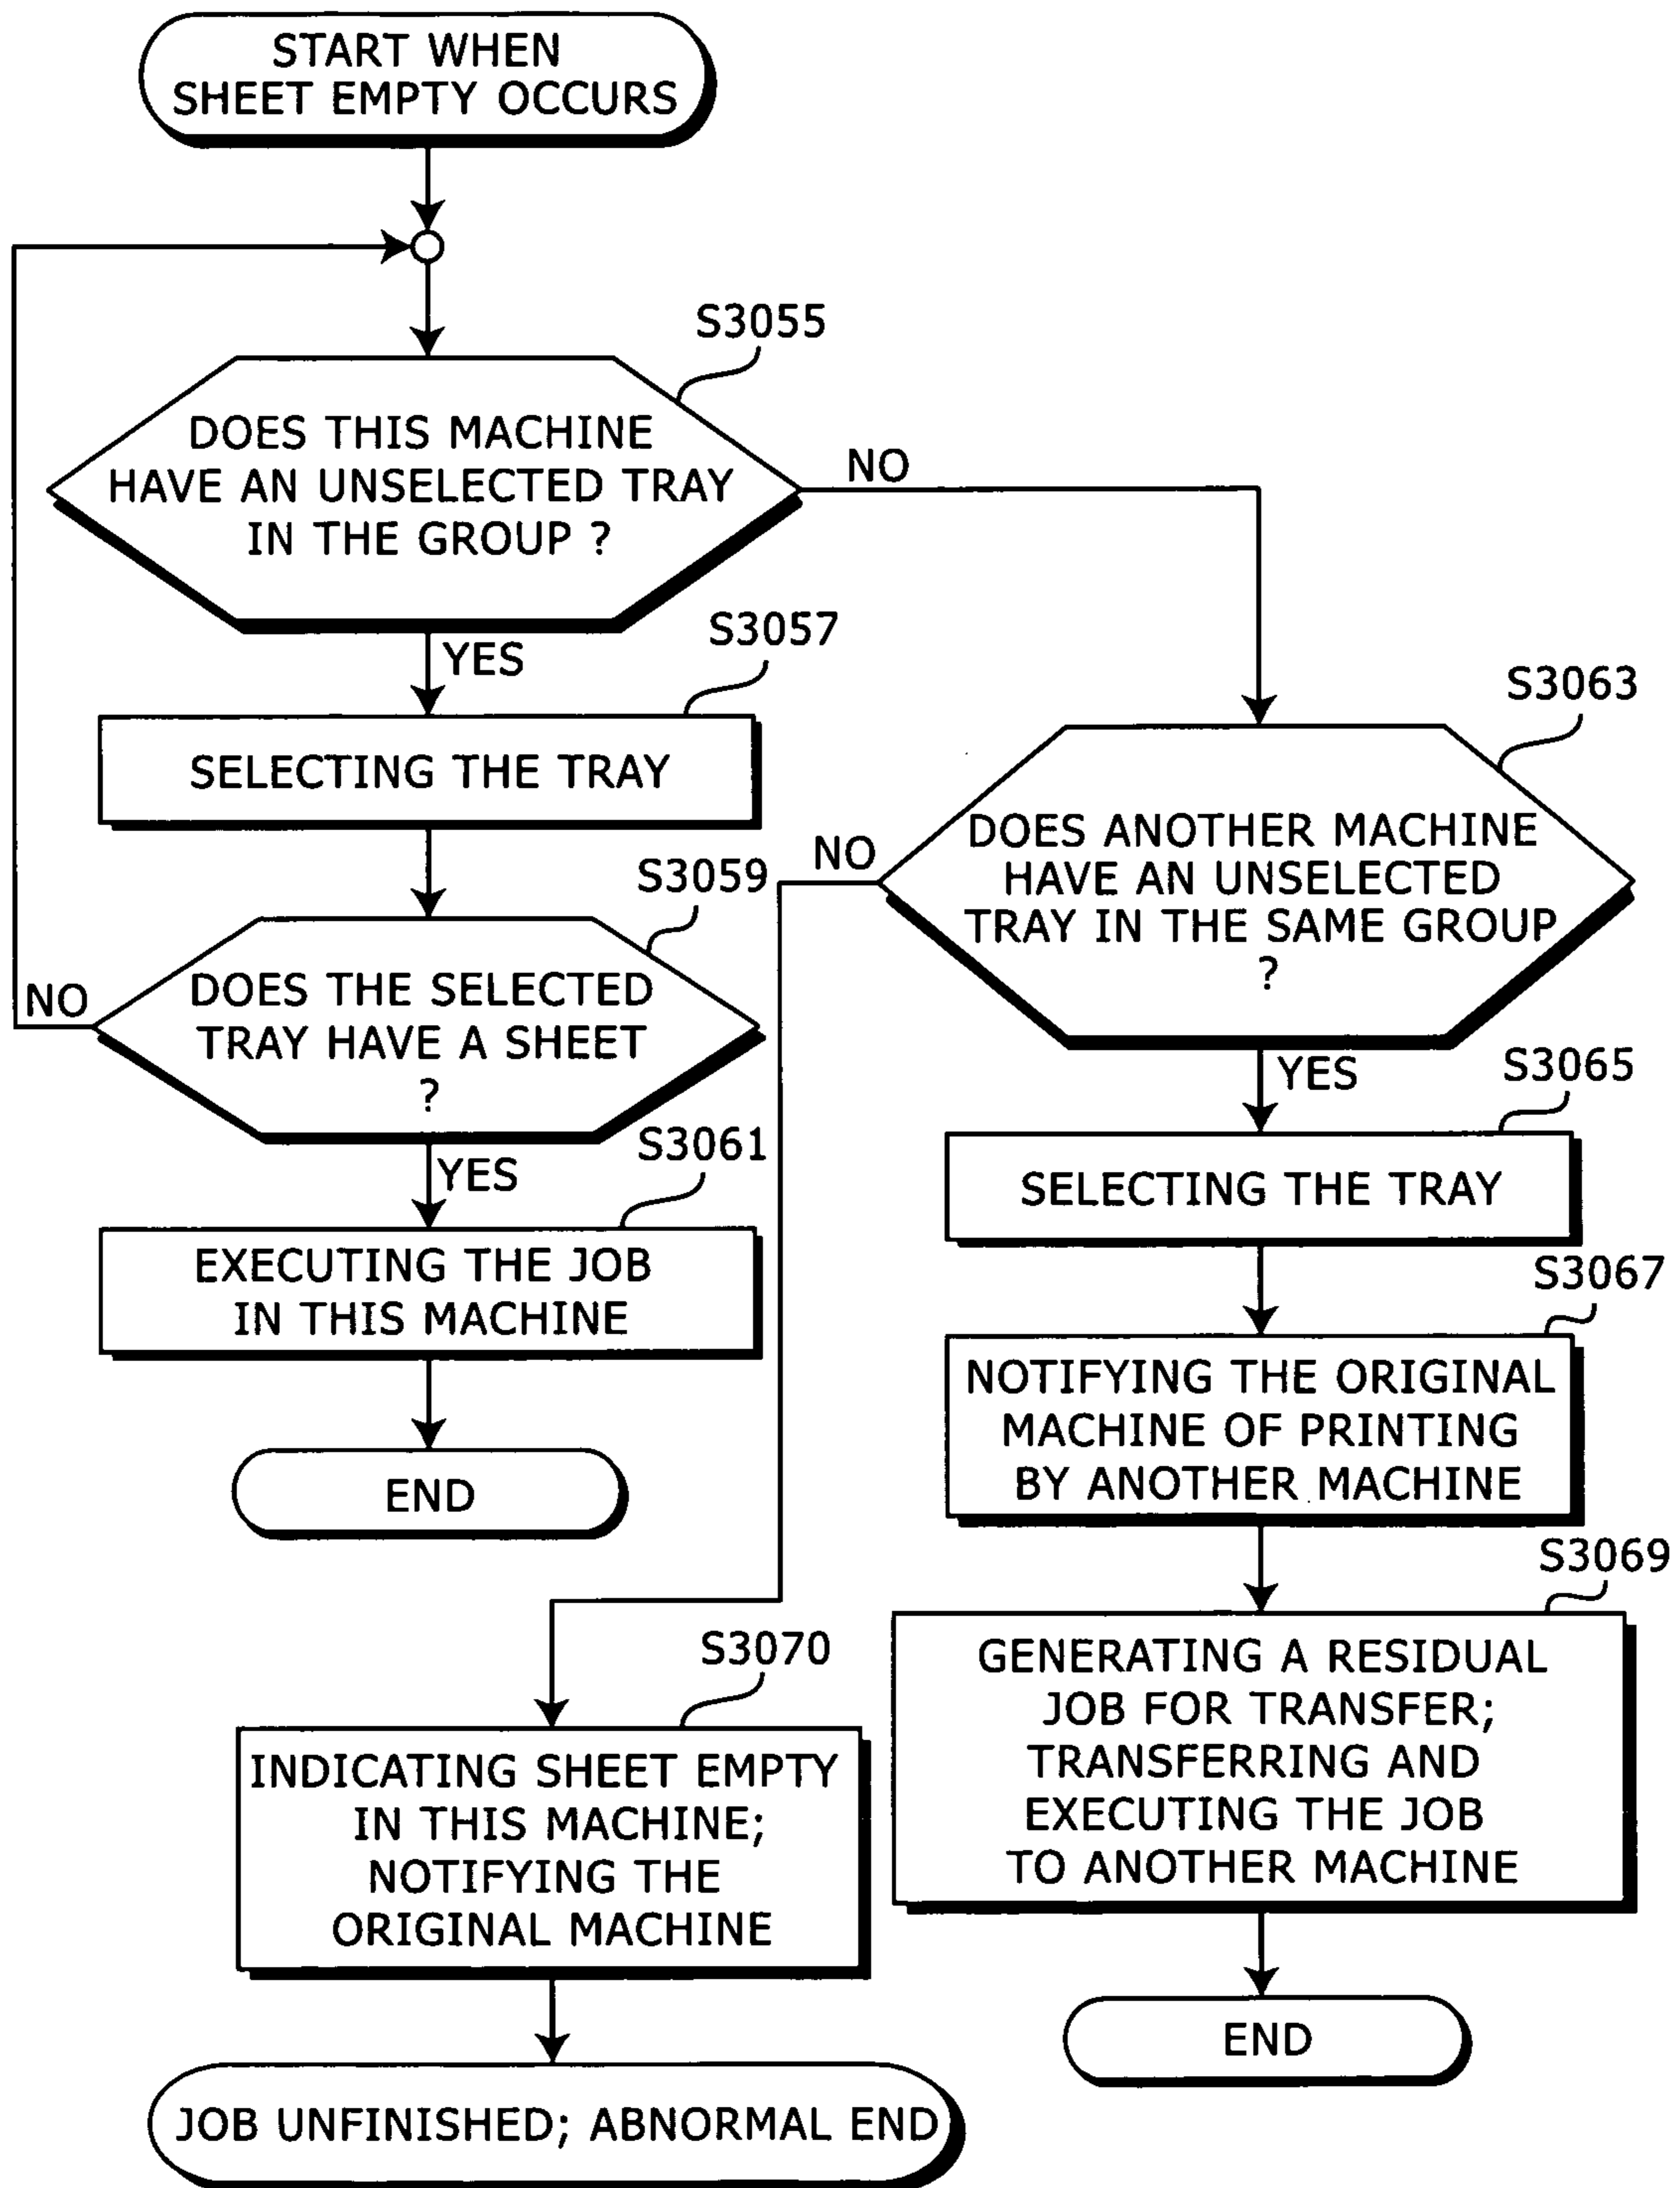 START WHEN
SHEET EMPTY OCCURS
S3055
DOES THIS MACHINE
HAVE AN UNSELECTED TRAY
IN THE GROUP ?
NO
YES
S3057
SELECTING THE TRAY
S3059
DOES THE SELECTED
TRAY HAVE A SHEET
?
NO
YES
S3061
EXECUTING THE JOB
IN THIS MACHINE
END
S3063
DOES ANOTHER MACHINE
HAVE AN UNSELECTED
TRAY IN THE SAME GROUP
?
NO
YES
S3065
SELECTING THE TRAY
S3067
NOTIFYING THE ORIGINAL
MACHINE OF PRINTING
BY ANOTHER MACHINE
S3069
GENERATING A RESIDUAL
JOB FOR TRANSFER;
TRANSFERRING AND
EXECUTING THE JOB
TO ANOTHER MACHINE
END
S3070
INDICATING SHEET EMPTY
IN THIS MACHINE;
NOTIFYING THE
ORIGINAL MACHINE
JOB UNFINISHED; ABNORMAL END